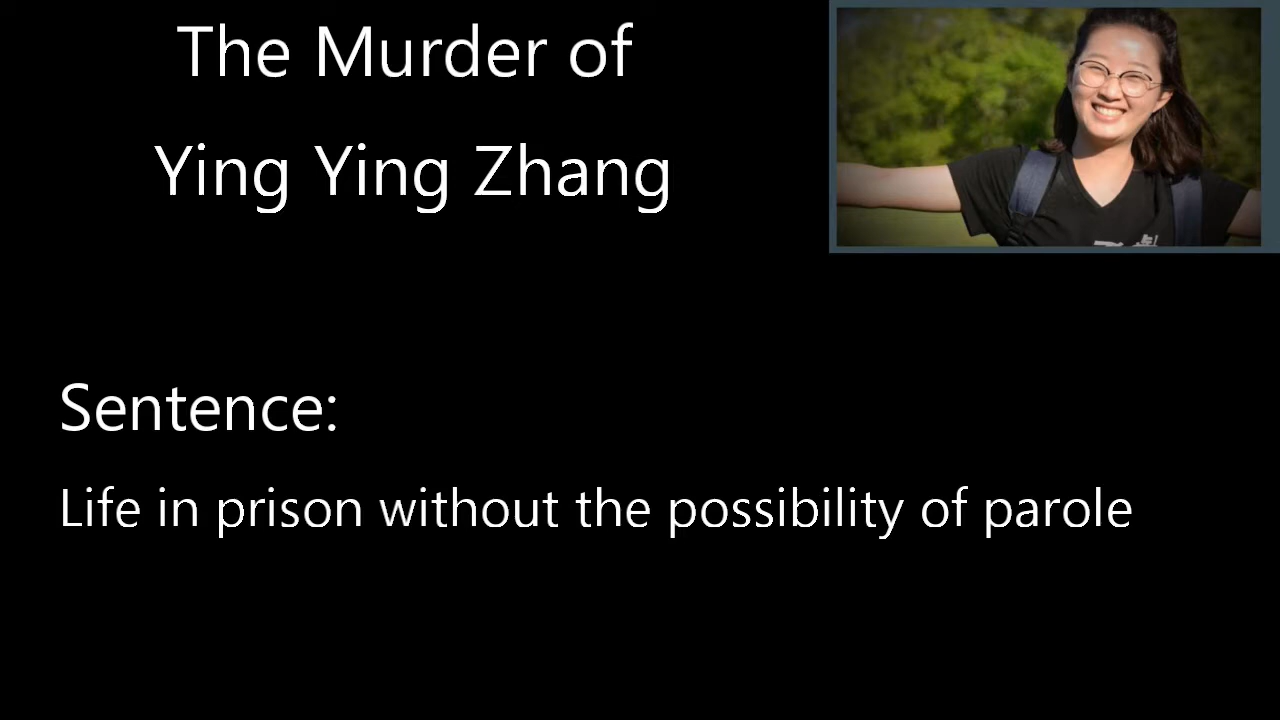 The Murder of
Ying Ying Zhang
Sentence:
Life in prison without the possibility of parole